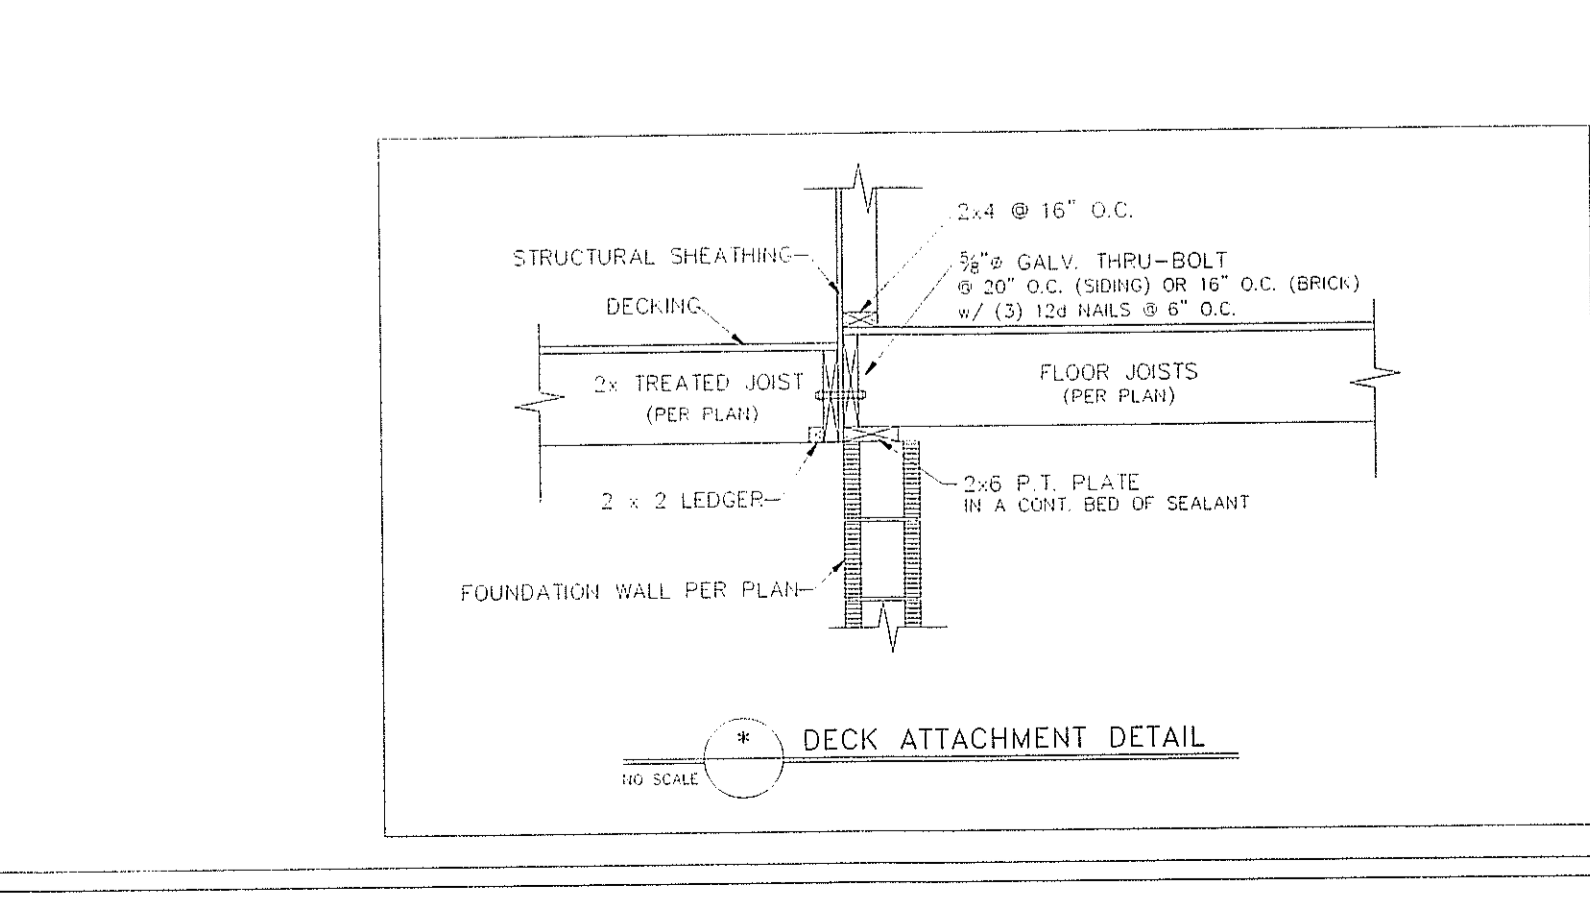 2x4 @ 16" O.C.
STRUCTURAL SHEATHING
5/8"⌀ GALV. THRU-BOLT
@ 20" O.C. (SIDING) OR 16" O.C. (BRICK)
w/ (3) 12d NAILS @ 6" O.C.
DECKING
2x TREATED JOIST
(PER PLAN)
FLOOR JOISTS
(PER PLAN)
2 x 2 LEDGER
2x6 P.T. PLATE
IN A CONT. BED OF SEALANT
FOUNDATION WALL PER PLAN
* DECK ATTACHMENT DETAIL
NO SCALE